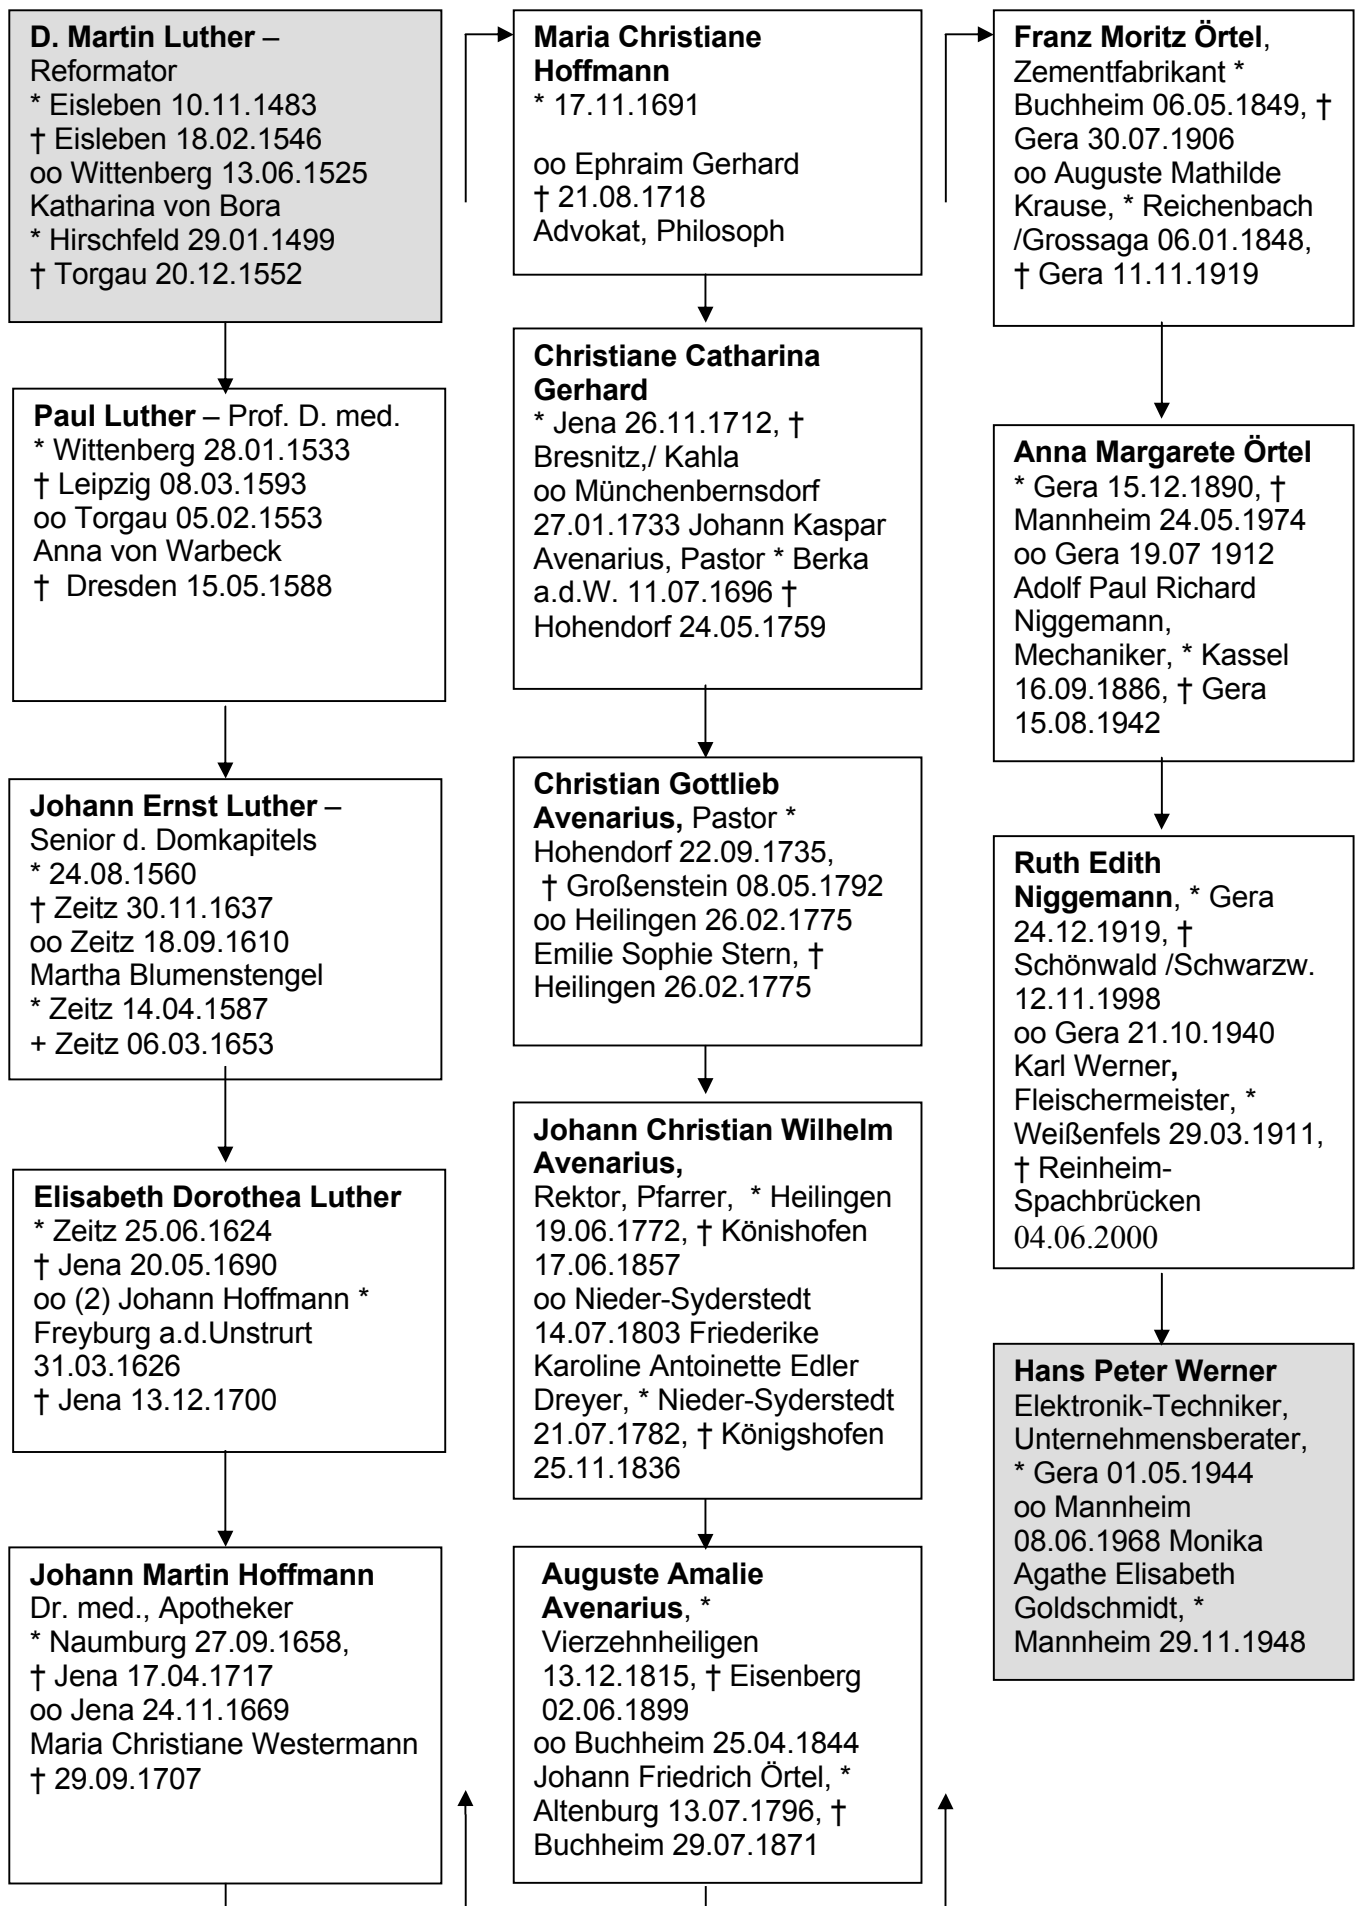 D. Martin Luther –
Reformator
* Eisleben 10.11.1483
† Eisleben 18.02.1546
oo Wittenberg 13.06.1525
Katharina von Bora
* Hirschfeld 29.01.1499
† Torgau 20.12.1552
Paul Luther – Prof. D. med.
* Wittenberg 28.01.1533
† Leipzig 08.03.1593
oo Torgau 05.02.1553
Anna von Warbeck
† Dresden 15.05.1588
Johann Ernst Luther –
Senior d. Domkapitels
* 24.08.1560
† Zeitz 30.11.1637
oo Zeitz 18.09.1610
Martha Blumenstengel
* Zeitz 14.04.1587
+ Zeitz 06.03.1653
Elisabeth Dorothea Luther
* Zeitz 25.06.1624
† Jena 20.05.1690
oo (2) Johann Hoffmann *
Freyburg a.d.Unstrurt
31.03.1626
† Jena 13.12.1700
Johann Martin Hoffmann
Dr. med., Apotheker
* Naumburg 27.09.1658,
† Jena 17.04.1717
oo Jena 24.11.1669
Maria Christiane Westermann
† 29.09.1707
Maria Christiane
Hoffmann
* 17.11.1691
oo Ephraim Gerhard
† 21.08.1718
Advokat, Philosoph
Christiane Catharina
Gerhard
* Jena 26.11.1712, †
Bresnitz,/ Kahla
oo Münchenbernsdorf
27.01.1733 Johann Kaspar
Avenarius, Pastor * Berka
a.d.W. 11.07.1696 †
Hohendorf 24.05.1759
Christian Gottlieb
Avenarius, Pastor *
Hohendorf 22.09.1735,
† Großenstein 08.05.1792
oo Heilingen 26.02.1775
Emilie Sophie Stern, †
Heilingen 26.02.1775
Johann Christian Wilhelm
Avenarius,
Rektor, Pfarrer, * Heilingen
19.06.1772, † Könishofen
17.06.1857
oo Nieder-Syderstedt
14.07.1803 Friederike
Karoline Antoinette Edler
Dreyer, * Nieder-Syderstedt
21.07.1782, † Königshofen
25.11.1836
Auguste Amalie
Avenarius, *
Vierzehnheiligen
13.12.1815, † Eisenberg
02.06.1899
oo Buchheim 25.04.1844
Johann Friedrich Örtel, *
Altenburg 13.07.1796, †
Buchheim 29.07.1871
Franz Moritz Örtel,
Zementfabrikant *
Buchheim 06.05.1849, †
Gera 30.07.1906
oo Auguste Mathilde
Krause, * Reichenbach
/Grossaga 06.01.1848,
† Gera 11.11.1919
Anna Margarete Örtel
* Gera 15.12.1890, †
Mannheim 24.05.1974
oo Gera 19.07 1912
Adolf Paul Richard
Niggemann,
Mechaniker, * Kassel
16.09.1886, † Gera
15.08.1942
Ruth Edith
Niggemann, * Gera
24.12.1919, †
Schönwald /Schwarzw.
12.11.1998
oo Gera 21.10.1940
Karl Werner,
Fleischermeister, *
Weißenfels 29.03.1911,
† Reinheim-
Spachbrücken
04.06.2000
Hans Peter Werner
Elektronik-Techniker,
Unternehmensberater,
* Gera 01.05.1944
oo Mannheim
08.06.1968 Monika
Agathe Elisabeth
Goldschmidt, *
Mannheim 29.11.1948